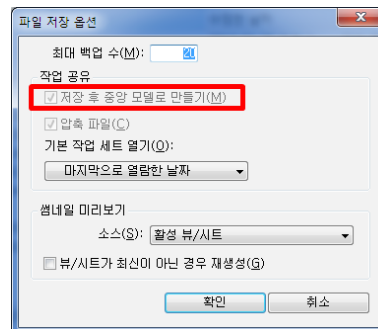 파일 저장 옵션
최대 백업 수(M): 20
작업 공유
저장 후 중앙 모델로 만들기(M)
압축 파일(C)
기본 작업 세트 열기(O):
마지막으로 열람한 날짜
썸네일 미리보기
소스(S): 활성 뷰/시트
뷰/시트가 최신이 아닌 경우 재생성(G)
확인 취소